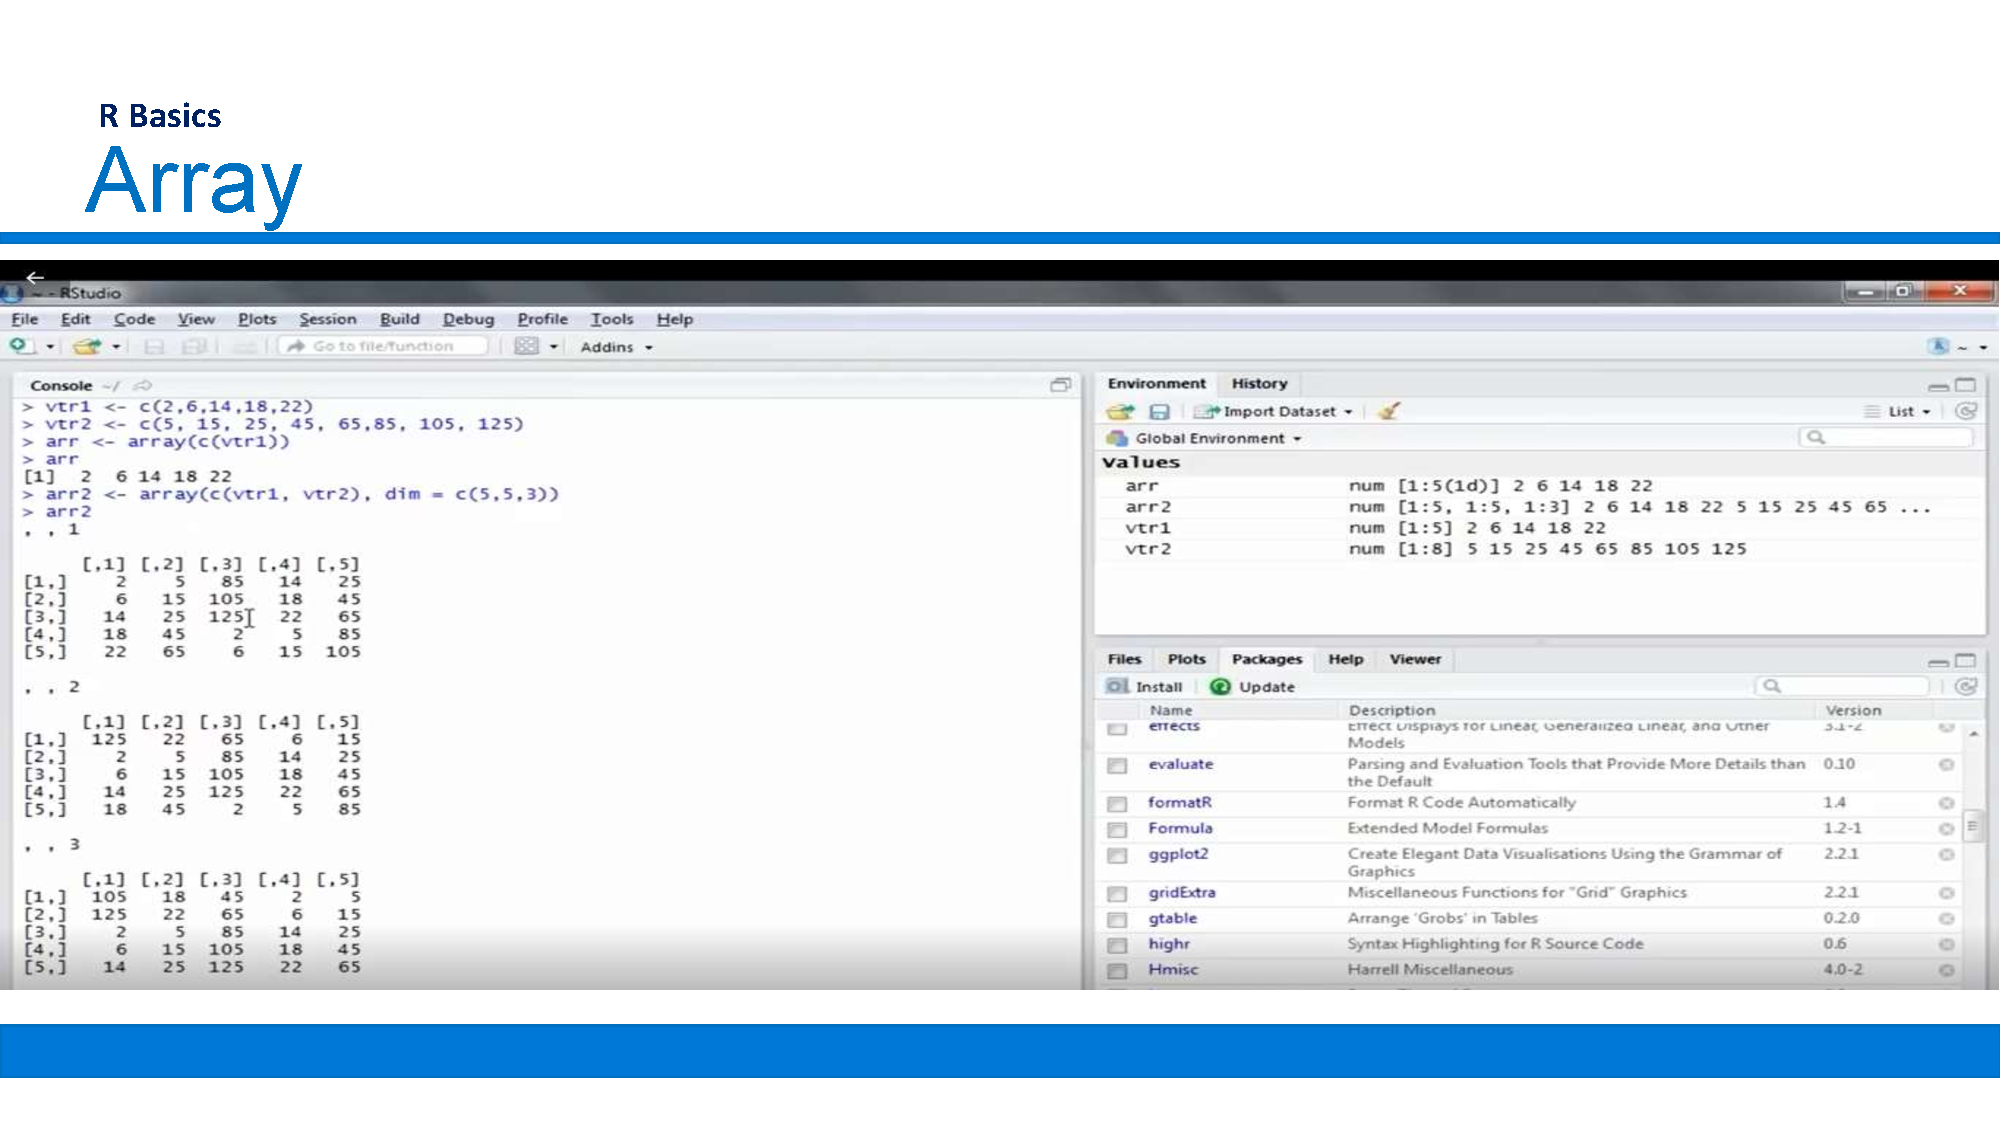 R Basics
Array
~ - RStudio
File Edit Code View Plots Session Build Debug Profile Tools Help
Go to file/function Addins
Console ~/
> vtr1 <- c(2,6,14,18,22)
> vtr2 <- c(5, 15, 25, 45, 65,85, 105, 125)
> arr <- array(c(vtr1))
> arr
[1] 2 6 14 18 22
> arr2 <- array(c(vtr1, vtr2), dim = c(5,5,3))
> arr2
, , 1
[,1] [,2] [,3] [,4] [,5]
[1,] 2 5 85 14 25
[2,] 6 15 105 18 45
[3,] 14 25 125 22 65
[4,] 18 45 2 5 85
[5,] 22 65 6 15 105
, , 2
[,1] [,2] [,3] [,4] [,5]
[1,] 125 22 65 6 15
[2,] 2 5 85 14 25
[3,] 6 15 105 18 45
[4,] 14 25 125 22 65
[5,] 18 45 2 5 85
, , 3
[,1] [,2] [,3] [,4] [,5]
[1,] 105 18 45 2 5
[2,] 125 22 65 6 15
[3,] 2 5 85 14 25
[4,] 6 15 105 18 45
[5,] 14 25 125 22 65
Environment History
Import Dataset List
Global Environment
Values
arr num [1:5(1d)] 2 6 14 18 22
arr2 num [1:5, 1:5, 1:3] 2 6 14 18 22 5 15 25 45 65 ...
vtr1 num [1:5] 2 6 14 18 22
vtr2 num [1:8] 5 15 25 45 65 85 105 125
Files Plots Packages Help Viewer
Install Update
Name Description Version
effects Effect Displays for Linear, Generalized Linear, and Other 3.1-2
Models
evaluate Parsing and Evaluation Tools that Provide More Details than 0.10
the Default
formatR Format R Code Automatically 1.4
Formula Extended Model Formulas 1.2-1
ggplot2 Create Elegant Data Visualisations Using the Grammar of 2.2.1
Graphics
gridExtra Miscellaneous Functions for "Grid" Graphics 2.2.1
gtable Arrange 'Grobs' in Tables 0.2.0
highr Syntax Highlighting for R Source Code 0.6
Hmisc Harrell Miscellaneous 4.0-2